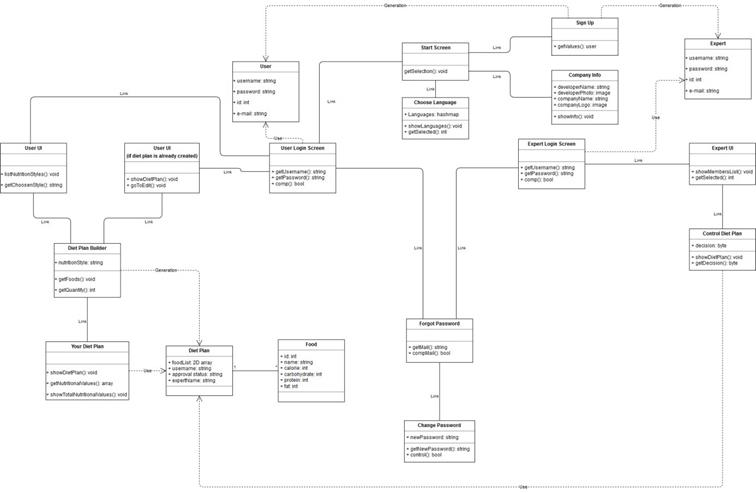 Generation
Generation
Sign Up
+ getValues(): user
Link
Start Screen
getSelection(): void
Link
Expert
+ username: string
+ password: string
+ id: int
+ e-mail: string
User
+ username: string
+ password: string
+ id: int
+ e-mail: string
Link
Company Info
+ developerName: string
+ developerPhoto: image
+ companyName: string
+ companyLogo: image
+ showInfo(): void
Link
Choose Language
+ Languages: hashmap
+ showLanguages(): void
+ getSelected(): int
Link
Link
Use
Use
User UI
+ listNutritionStyles(): void
+ getChoosenStyle(): string
User UI
(if diet plan is already created)
+ showDietPlan(): void
+ goToEdit(): void
Link
User Login Screen
+ getUsername(): string
+ getPassword(): string
+ comp(): bool
Expert Login Screen
+ getUsername(): string
+ getPassword(): string
+ comp(): bool
Link
Expert UI
+ showMembersList(): void
+ getSelected(): int
Link
Link
Link
Control Diet Plan
+ decision: byte
+ showDietPlan(): void
+ getDecision(): byte
Link
Link
Diet Plan Builder
+ nutritionStyle: string
+ getFoods(): void
+ getQuantity(): int
Generation
Link
Forgot Password
+ getMail(): string
+ compMail(): bool
Your Diet Plan
+ showDietPlan(): void
+ getNutritionalValues(): array
+ showTotalNutritionalValues(): void
Use
Diet Plan
+ foodList: 2D array
+ username: string
+ approval status: string
+ expertName: string
Food
+ id: int
+ name: string
+ calorie: int
+ carbohydrate: int
+ protein: int
+ fat: int
Link
Change Password
+ newPassword: string
+ getNewPassword(): string
+ control(): bool
Use